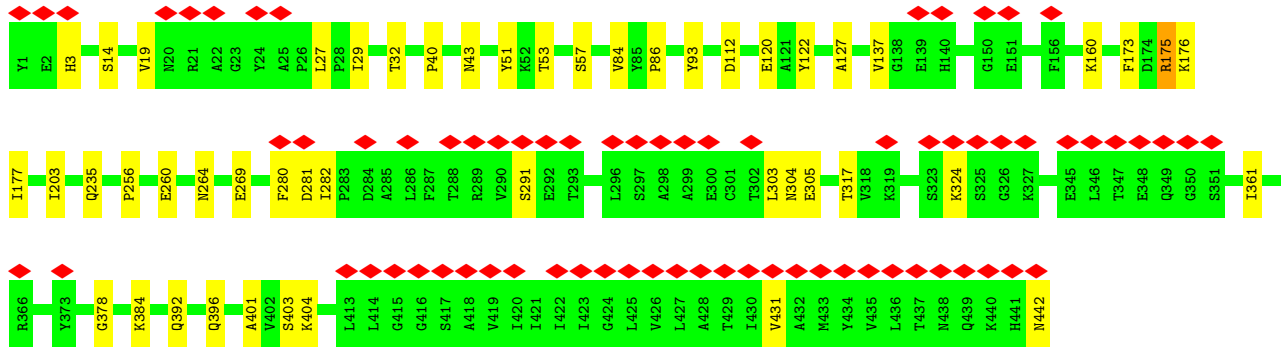 Y1 E2 H3 S14 V19 N20 R21 A22 G23 Y24 A25 P26 L27 P28 I29 T32 P40 N43 Y51 K52 T53 S57 V84 Y85 P86 Y93 D112 E120 A121 Y122 A127 V137 G138 E139 H140 G150 E151 F156 K160 F173 D174 R175 K176
I177 I203 Q235 P256 E260 N264 E269 F280 D281 I282 P283 D284 A285 L286 F287 T288 R289 V290 S291 E292 T293 L296 S297 A298 A299 E300 C301 T302 L303 N304 E305 T317 V318 K319 S323 K324 S325 G326 K327 E345 L346 T347 E348 Q349 G350 S351 I361
R366 Y373 G378 K384 Q392 Q396 A401 V402 S403 K404 L413 L414 G415 G416 S417 A418 V419 I420 I421 I422 I423 G424 L425 V426 L427 A428 T429 I430 V431 A432 M433 Y434 V435 L436 T437 N438 Q439 K440 H441 N442